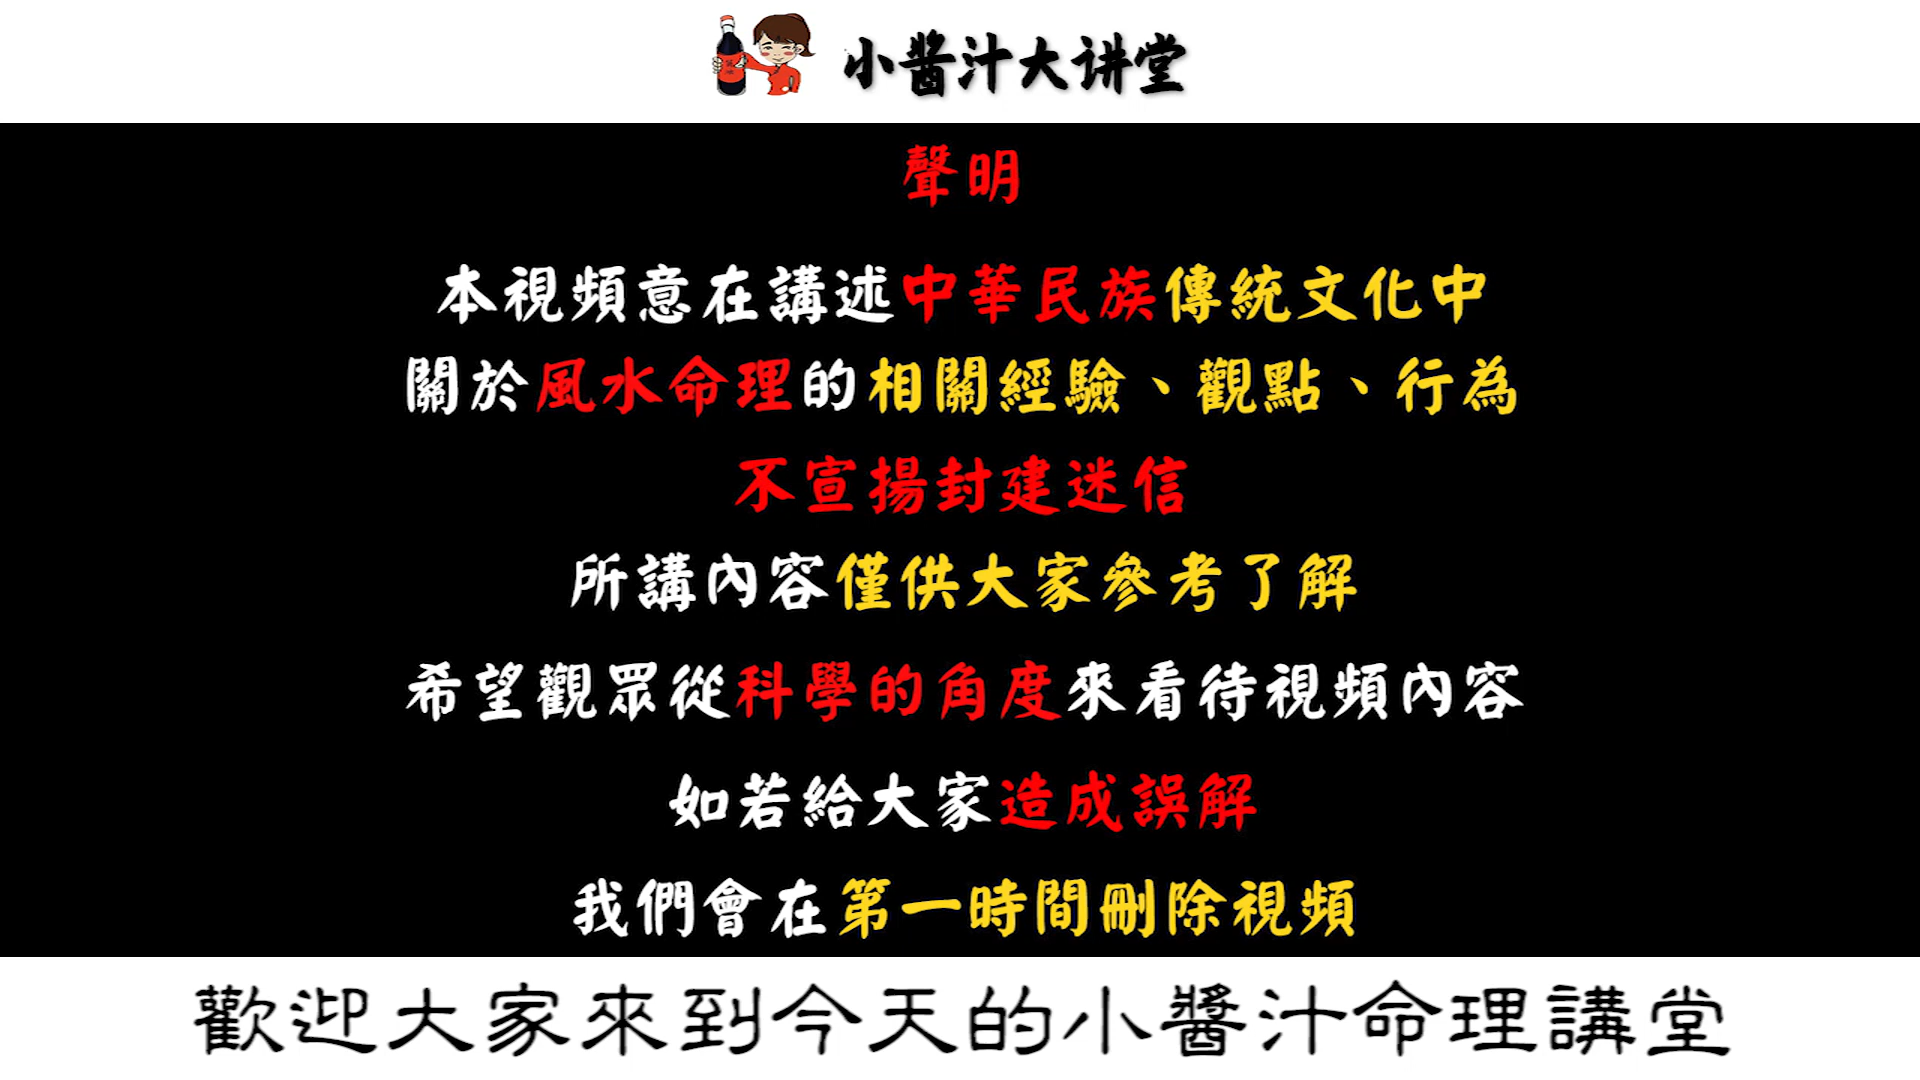 小酱汁大讲堂
聲明
本視頻意在講述中華民族傳統文化中
關於風水命理的相關經驗、觀點、行為
不宣揚封建迷信
所講內容僅供大家參考了解
希望觀眾從科學的角度來看待視頻內容
如若給大家造成誤解
我們會在第一時間刪除視頻
歡迎大家來到今天的小醬汁命理講堂